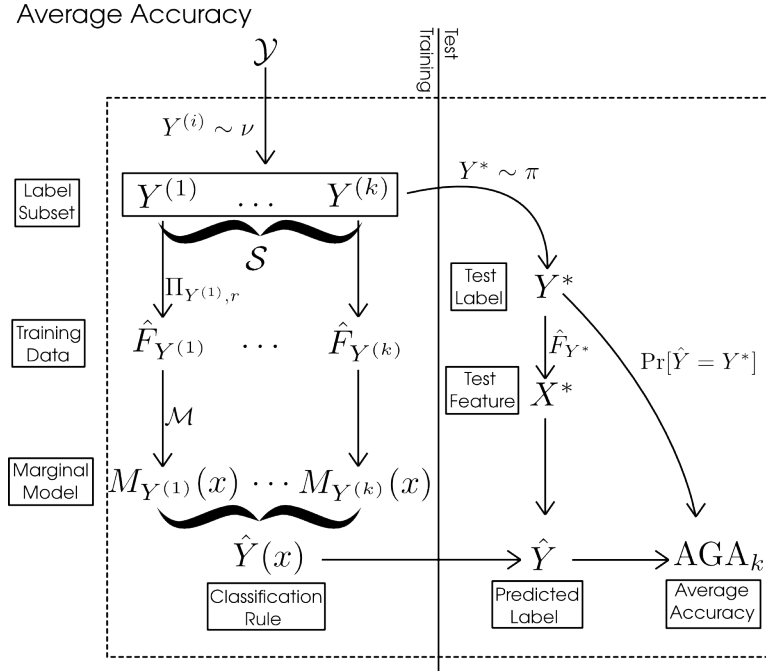 Average Accuracy
Training
Test
𝒴
Y^{(i)} ∼ ν
Label
Subset
Y^{(1)} ... Y^{(k)}
Y^* ∼ π
𝒮
Π_{Y^{(1)},r}
Test
Label
Y^*
Training
Data
F̂_{Y^{(1)}} ... F̂_{Y^{(k)}}
F̂_{Y^*}
Pr[Ŷ = Y^*]
Test
Feature
X^*
ℳ
Marginal
Model
M_{Y^{(1)}}(x) ... M_{Y^{(k)}}(x)
Ŷ(x)
Ŷ
AGA_k
Classification
Rule
Predicted
Label
Average
Accuracy